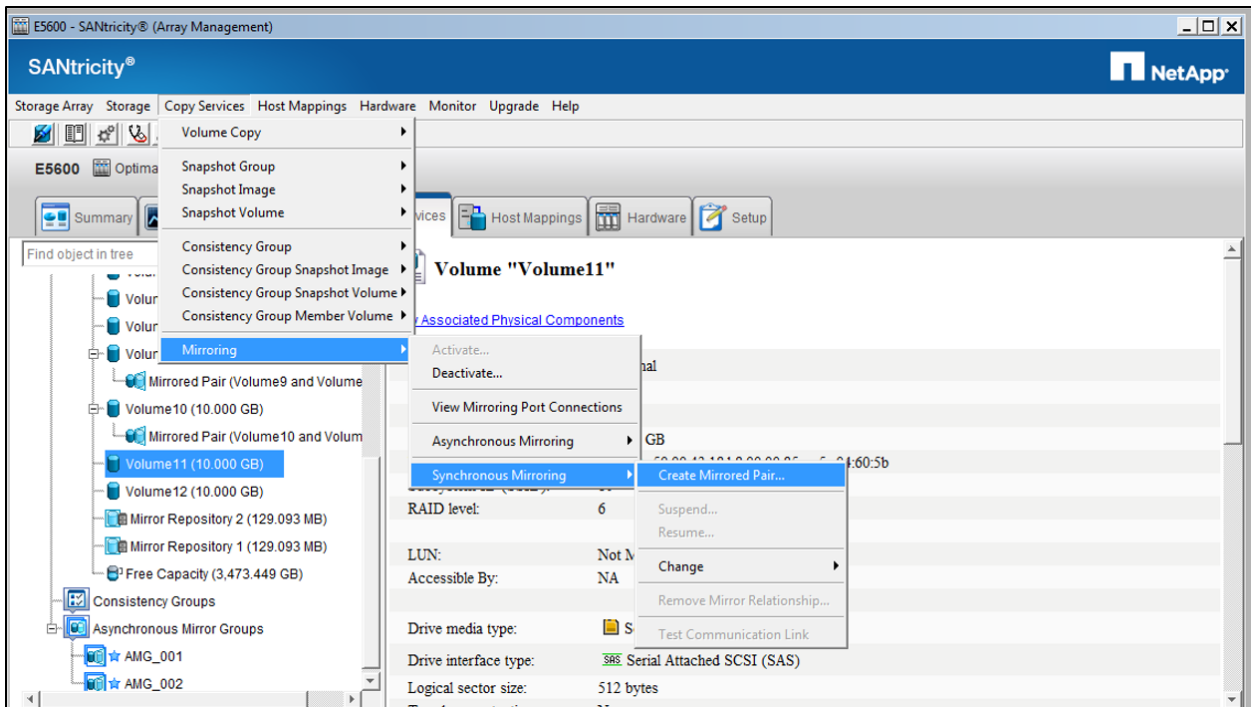 E5600 - SANtricity® (Array Management)
SANtricity®
NetApp®
Storage Array Storage Copy Services Host Mappings Hardware Monitor Upgrade Help
Volume Copy
E5600
Snapshot Group
Snapshot Image
Snapshot Volume
Summary
Host Mappings
Hardware
Setup
Find object in tree
Consistency Group
Consistency Group Snapshot Image
Consistency Group Snapshot Volume
Consistency Group Member Volume
Mirroring
Volume "Volume11"
Associated Physical Components
Activate...
Deactivate...
View Mirroring Port Connections
Asynchronous Mirroring
Synchronous Mirroring
GB
Create Mirrored Pair...
Suspend...
Resume...
Change
Remove Mirror Relationship...
Test Communication Link
Mirrored Pair (Volume9 and Volume
Volume10 (10.000 GB)
Mirrored Pair (Volume10 and Volum
Volume11 (10.000 GB)
Volume12 (10.000 GB)
Mirror Repository 2 (129.093 MB)
Mirror Repository 1 (129.093 MB)
Free Capacity (3,473.449 GB)
Consistency Groups
Asynchronous Mirror Groups
AMG_001
AMG_002
RAID level: 6
LUN: Not M
Accessible By: NA
Drive media type:
Drive interface type: SAS Serial Attached SCSI (SAS)
Logical sector size: 512 bytes